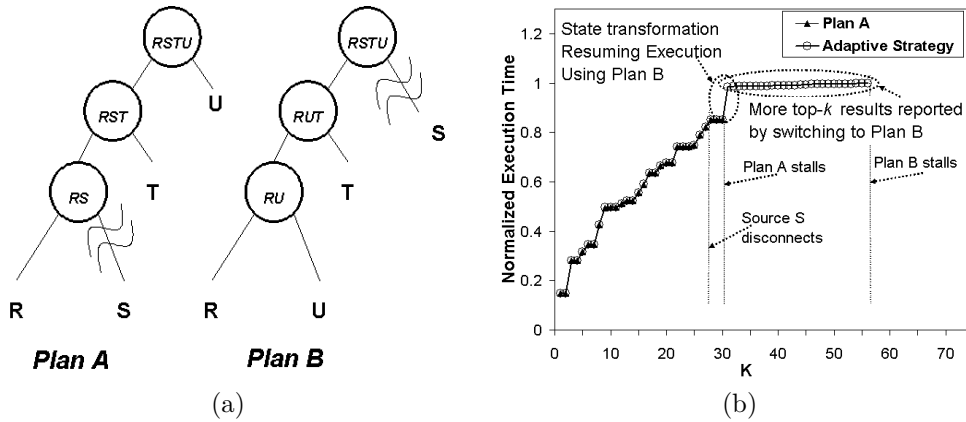 RSTU
RST
U
RS
T
R
S
Plan A
RSTU
RUT
S
RU
T
R
U
Plan B
(a)
State transformation
Resuming Execution
Using Plan B
Plan A
Adaptive Strategy
More top-k results reported
by switching to Plan B
Plan A stalls
Plan B stalls
Source S
disconnects
Normalized Execution Time
1.2
1
0.8
0.6
0.4
0.2
0
0 10 20 30 40 50 60 70
K
(b)